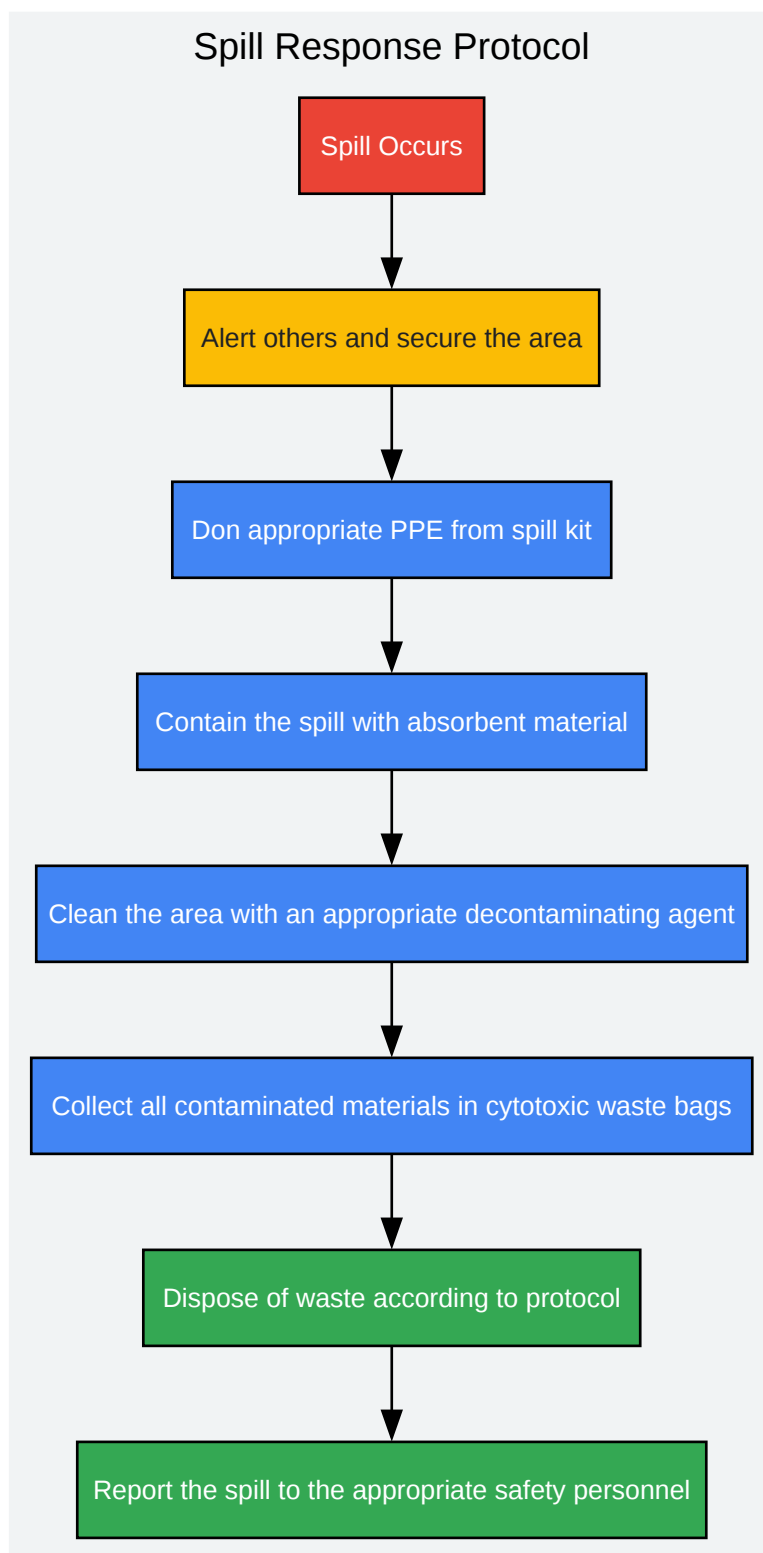 Spill Response Protocol
Spill Occurs
Alert others and secure the area
Don appropriate PPE from spill kit
Contain the spill with absorbent material
Clean the area with an appropriate decontaminating agent
Collect all contaminated materials in cytotoxic waste bags
Dispose of waste according to protocol
Report the spill to the appropriate safety personnel